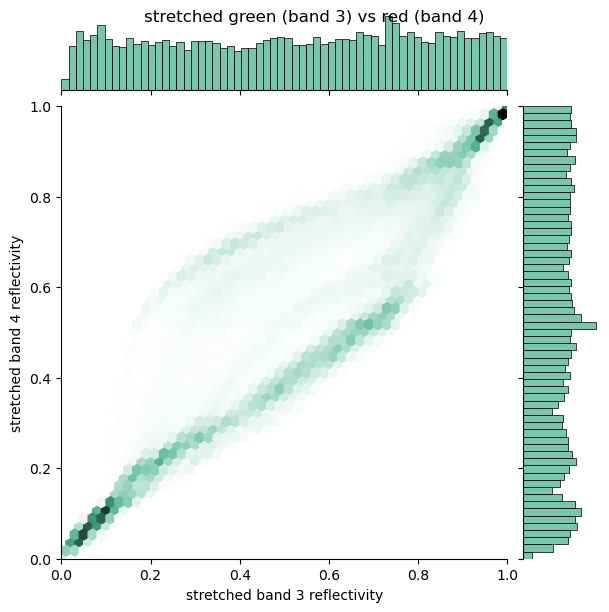 stretched green (band 3) vs red (band 4)
1.0
0.8
0.6
0.4
0.2
0.0
stretched band 4 reflectivity
0.0 0.2 0.4 0.6 0.8 1.0
stretched band 3 reflectivity